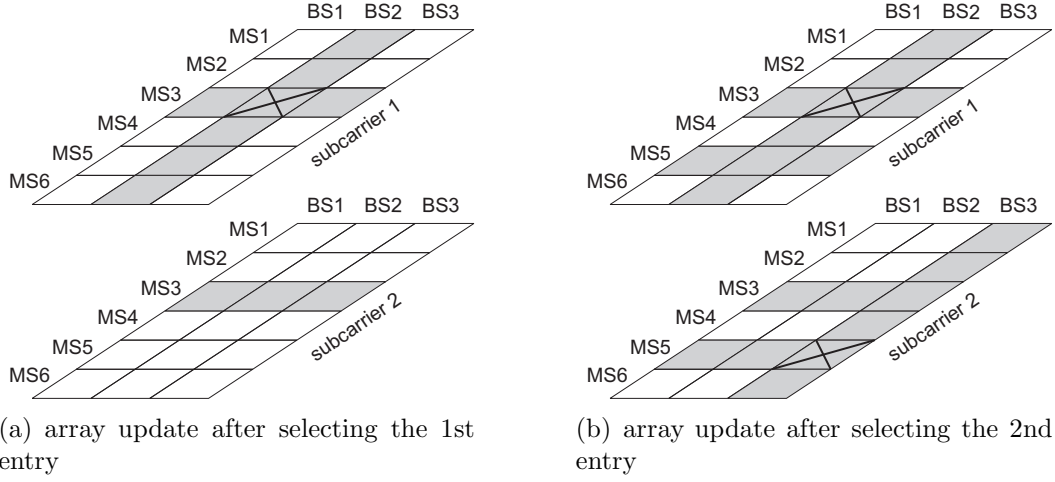 BS1 BS2 BS3
MS1
MS2
MS3
MS4
MS5
MS6
subcarrier 1
BS1 BS2 BS3
MS1
MS2
MS3
MS4
MS5
MS6
subcarrier 2
(a) array update after selecting the 1st
entry
BS1 BS2 BS3
MS1
MS2
MS3
MS4
MS5
MS6
subcarrier 1
BS1 BS2 BS3
MS1
MS2
MS3
MS4
MS5
MS6
subcarrier 2
(b) array update after selecting the 2nd
entry